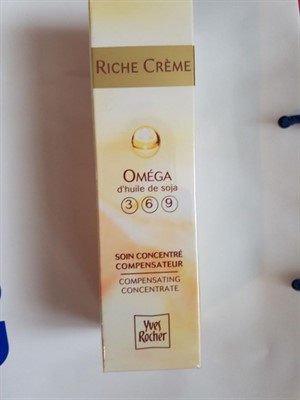 RICHE CRÈME
OMÉGA
d'huile de soja
3 6 9
SOIN CONCENTRÉ
COMPENSATEUR
COMPENSATING
CONCENTRATE
Yves
Rocher